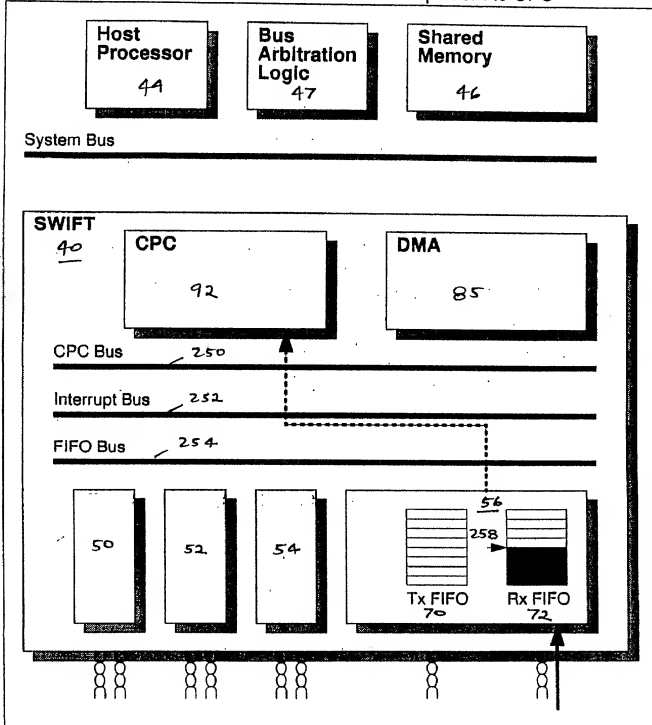 Host Processor 44
Bus Arbitration Logic 47
Shared Memory 46
System Bus
SWIFT 40
CPC 92
DMA 85
CPC Bus 250
Interrupt Bus 252
FIFO Bus 254
50
52
54
56
258
Tx FIFO 70
Rx FIFO 72